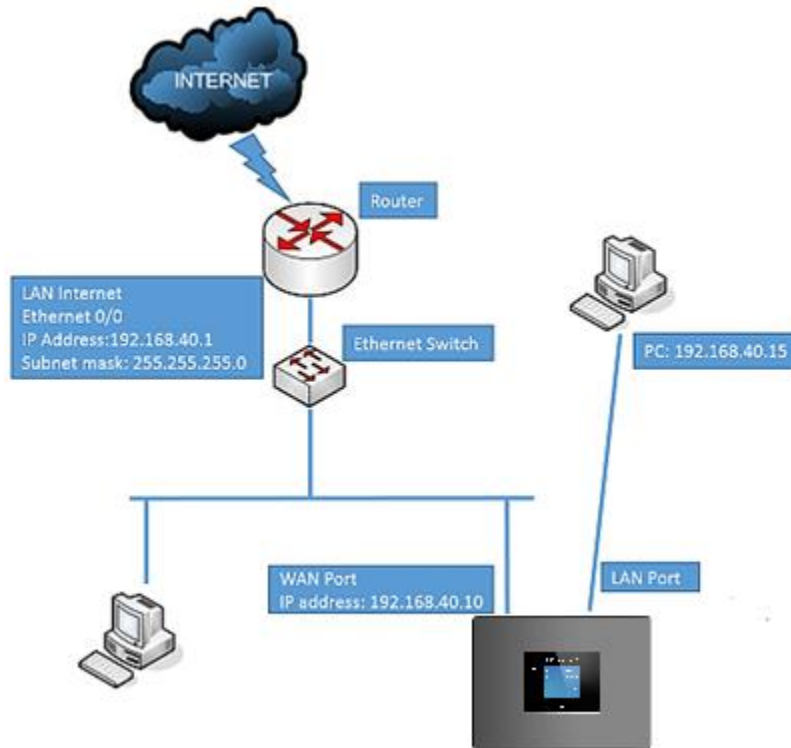 INTERNET
Router
LAN Internet
Ethernet 0/0
IP Address:192.168.40.1
Subnet mask: 255.255.255.0
Ethernet Switch
PC: 192.168.40.15
WAN Port
IP address: 192.168.40.10
LAN Port